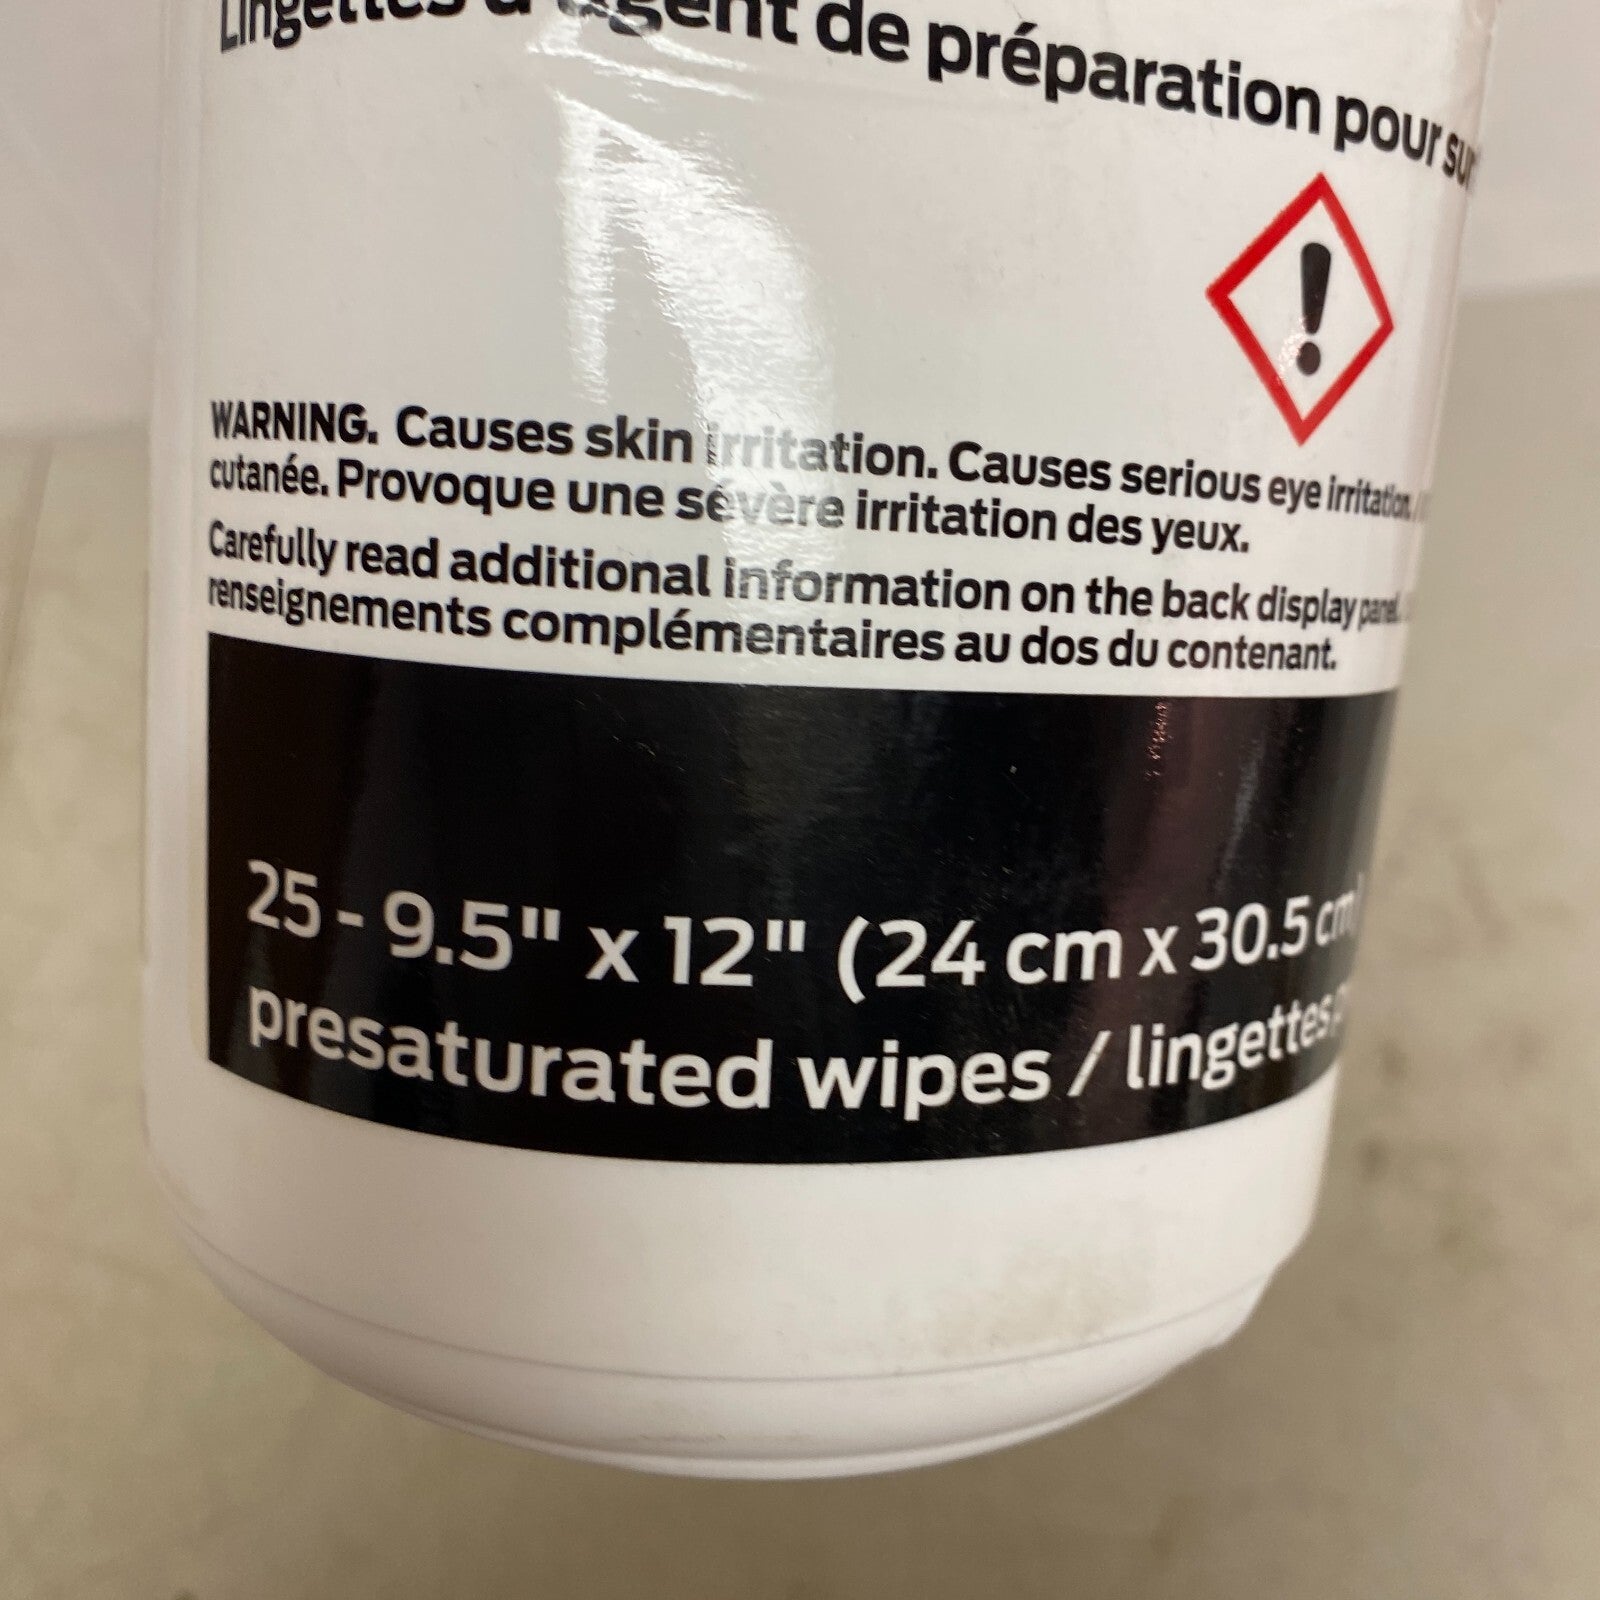 Lingettes d'agent de préparation pour
WARNING. Causes skin irritation. Causes serious eye irritation. /
cutanée. Provoque une sévère irritation des yeux.
Carefully read additional information on the back display panel.
renseignements complémentaires au dos du contenant.
25 - 9.5" x 12" (24 cm x 30.5 cm)
presaturated wipes / lingettes